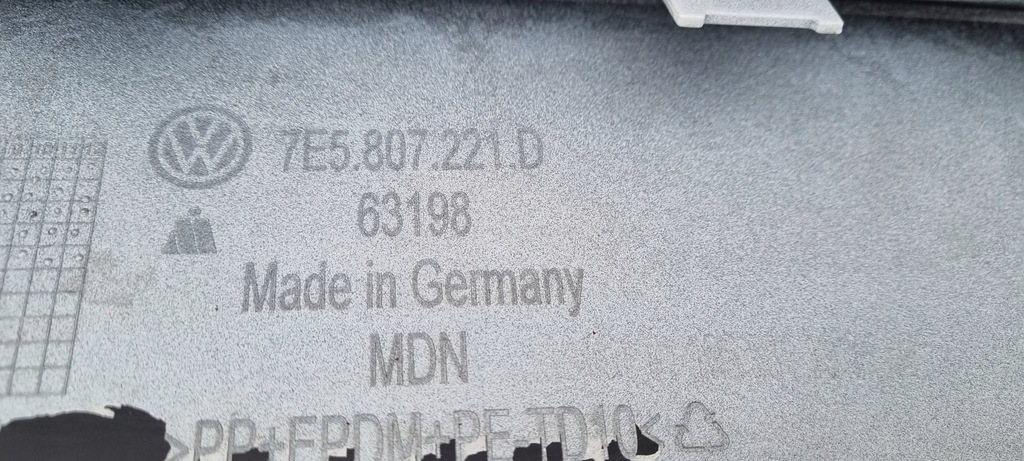 7E5.807.221.D
63198
Made in Germany
MDN
>PP+EPDM+PE-TD10<